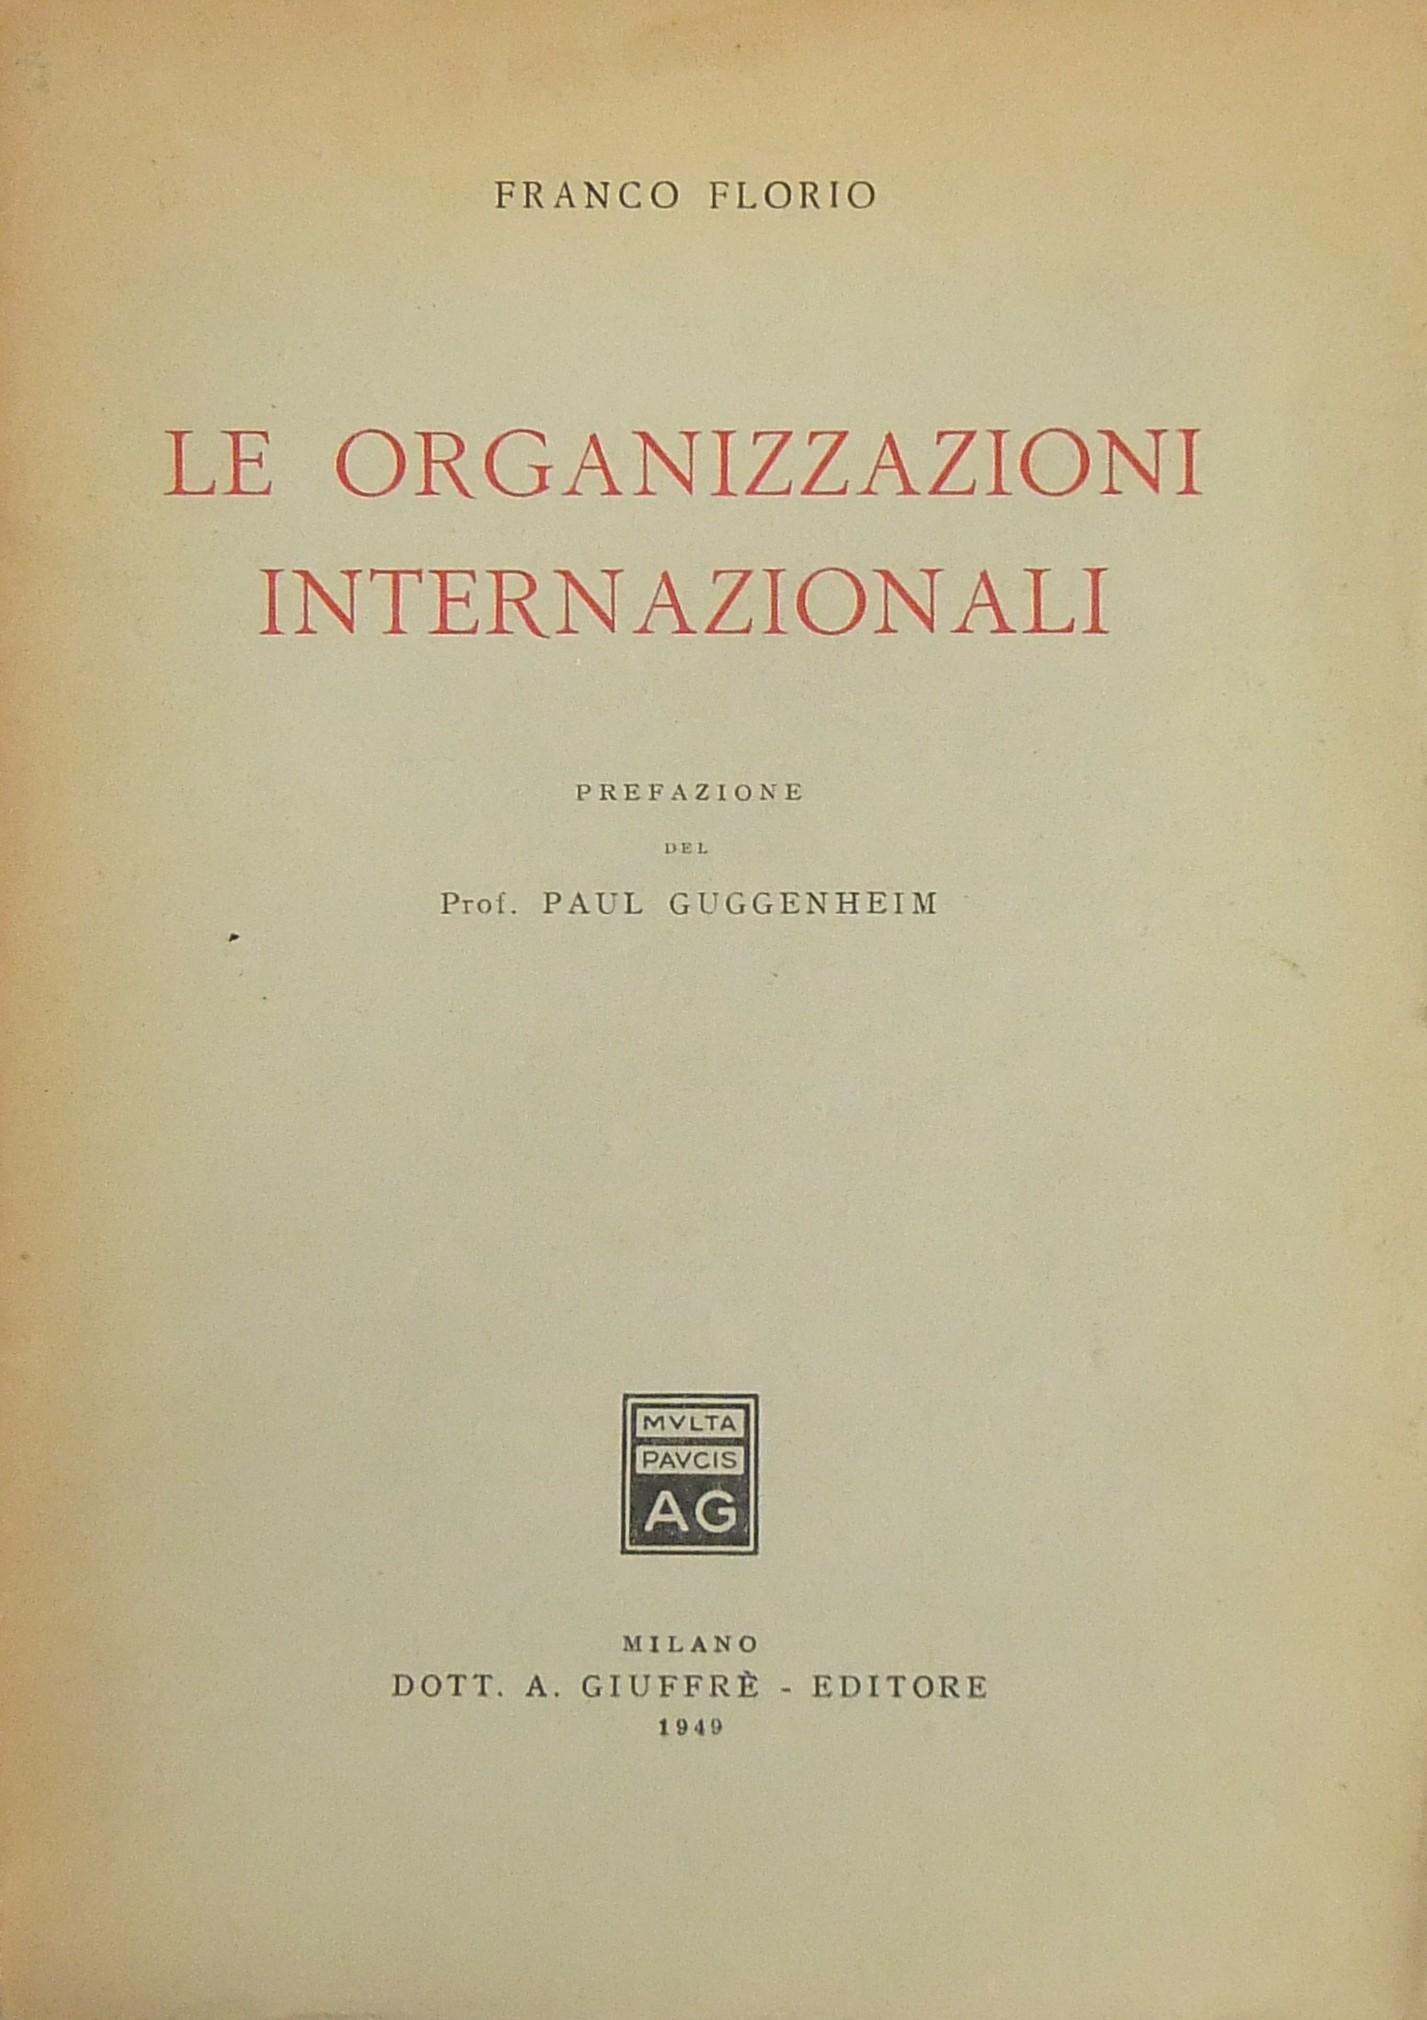 FRANCO FLORIO
LE ORGANIZZAZIONI
INTERNAZIONALI
PREFAZIONE
DEL
Prof. PAUL GUGGENHEIM
MVLTA
PAVCIS
AG
MILANO
DOTT. A. GIUFFRÈ - EDITORE
1949